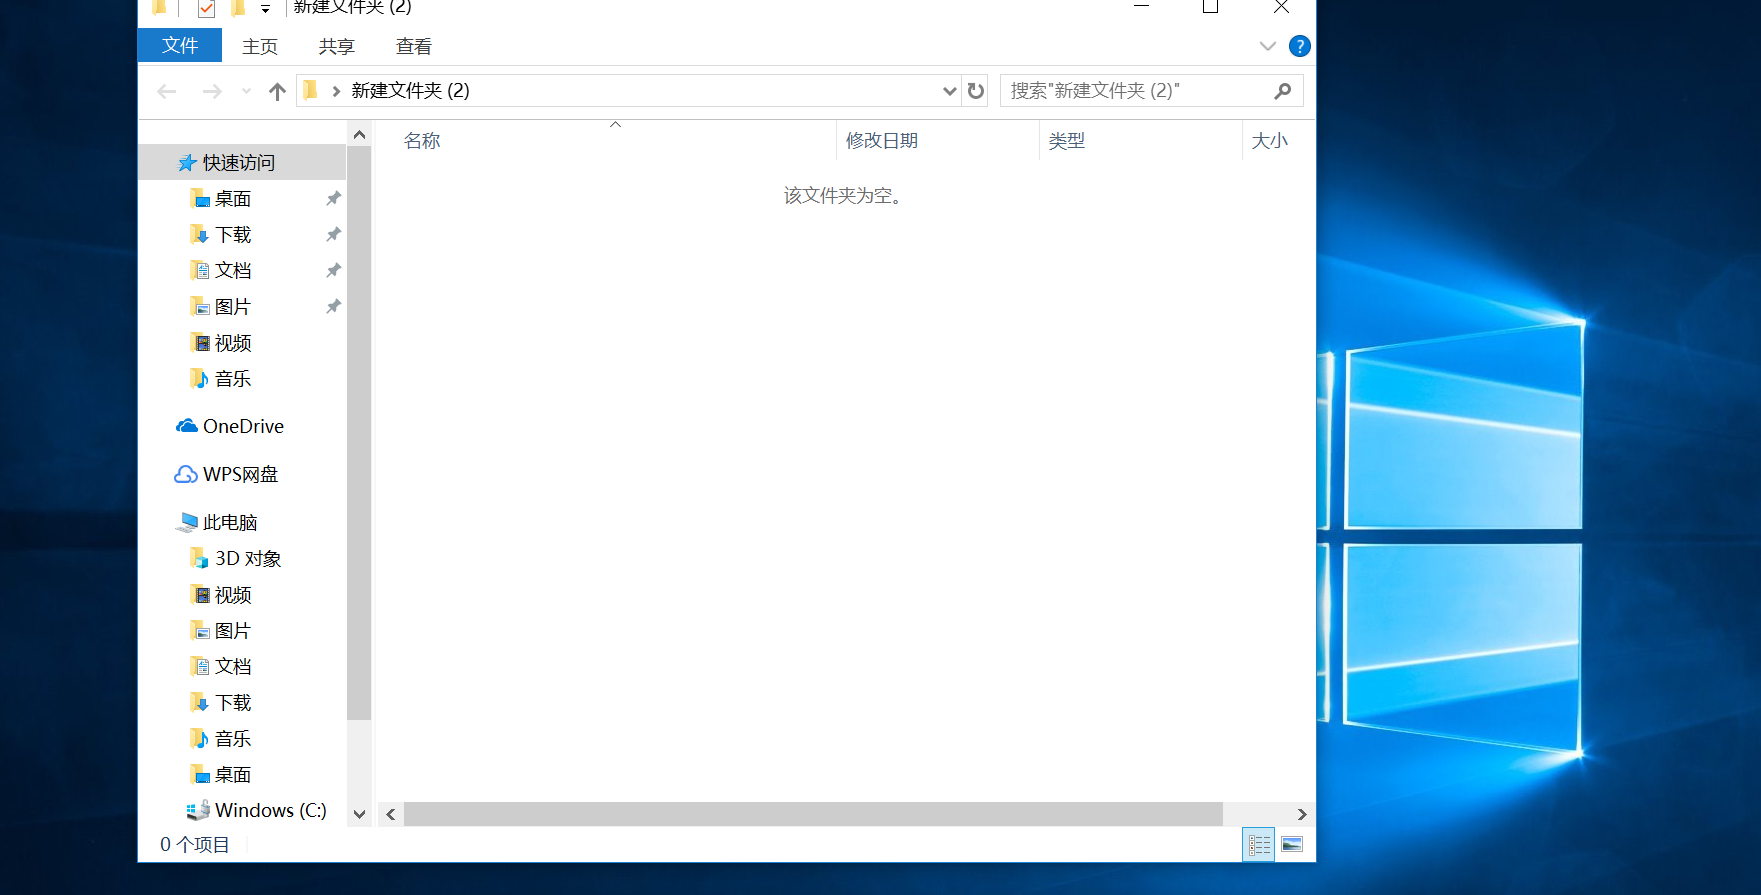 新建文件夹 (2)
文件 主页 共享 查看
?
新建文件夹 (2)
搜索"新建文件夹 (2)"
名称 修改日期 类型 大小
该文件夹为空。
快速访问
桌面
下载
文档
图片
视频
音乐
OneDrive
WPS网盘
此电脑
3D 对象
视频
图片
文档
下载
音乐
桌面
Windows (C:)
0 个项目